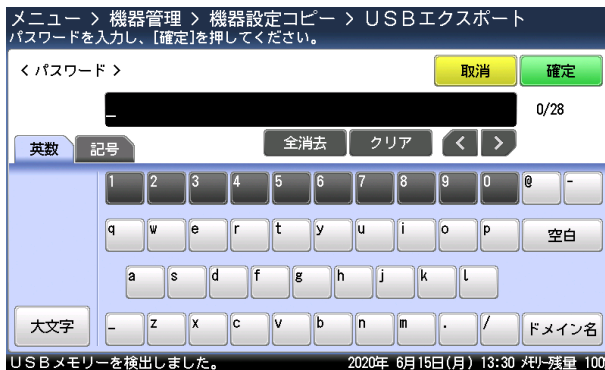 メニュー > 機器管理 > 機器設定コピー > USBエクスポート
パスワードを入力し、[確定]を押してください。
<パスワード> 取消 確定
_ 0/28
英数 記号 全消去 クリア < >
1 2 3 4 5 6 7 8 9 0 @ -
q w e r t y u i o p 空白
a s d f g h j k l
大文字 _ z x c v b n m . / ドメイン名
USBメモリーを検出しました。 2020年 6月15日(月) 13:30 メモリー残量 100